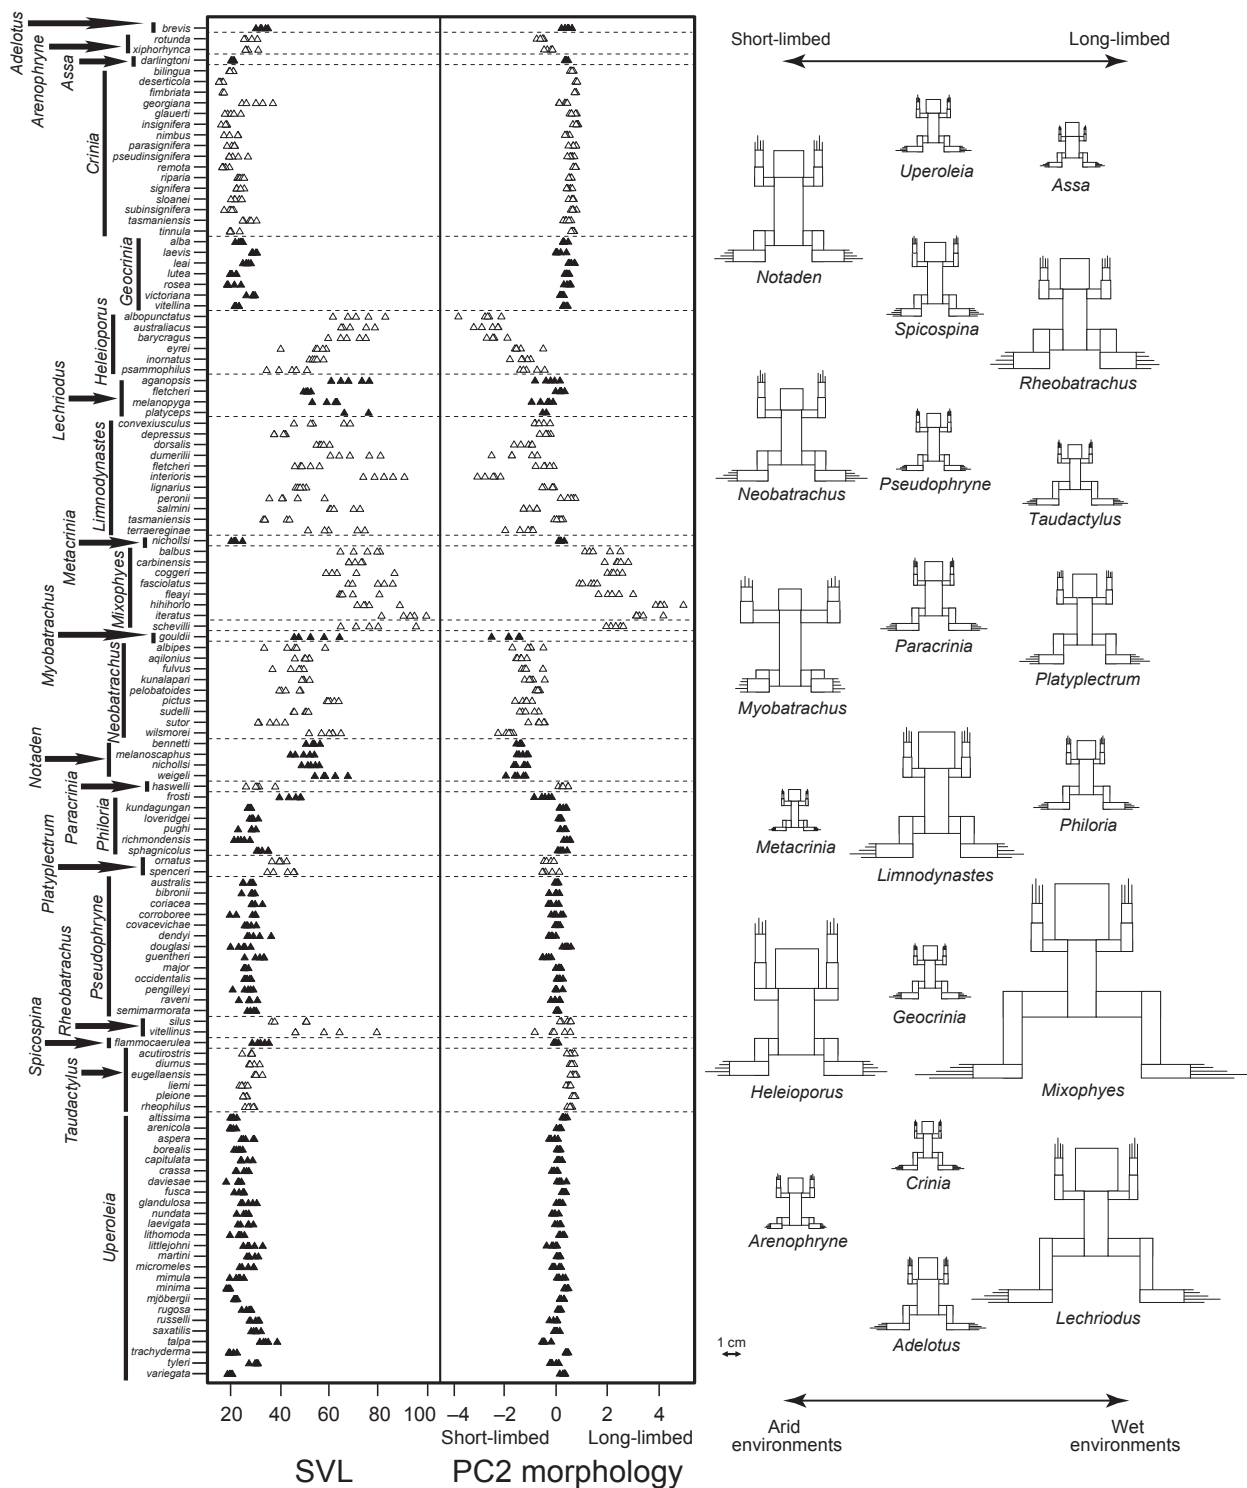 Adelotus
Arenophryne
Assa
Crinia
Geocrinia
Heleioporus
Lechriodus
Limnodynastes
Metacrinia
Mixophyes
Myobatrachus
Neobatrachus
Notaden
Paracrinia
Philoria
Platyplectrum
Pseudophryne
Rheobatrachus
Spicospina
Taudactylus
Uperoleia
brevis
rotunda
xiphorhynca
darlingtoni
bilingua
deserticola
fimbriata
georgiana
glauerti
insignifera
nimbus
parasignifera
pseudinsignifera
remota
riparia
signifera
sloanei
subinsignifera
tasmaniensis
tinnula
alba
laevis
leai
lutea
rosea
victoriana
vitellina
albopunctatus
australiacus
barycragus
eyrei
inornatus
psammophilus
aganopsis
fletcheri
melanopyga
platyceps
convexiusculus
depressus
dorsalis
dumerilii
fletcheri
interioris
lignarius
peronii
salmini
tasmaniensis
terraereginae
nichollsi
balbus
carbinensis
coggeri
fasciolatus
fleayi
hihihorlo
iteratus
schevilli
gouldii
albipes
aqilonius
fulvus
kunalapari
pelobatoides
pictus
sudelli
sutor
wilsmorei
bennetti
melanoscaphus
nichollsi
weigeli
haswelli
frosti
kundagungan
loveridgei
pughi
richmondensis
sphagnicolus
ornatus
spenceri
australis
bibronii
coriacea
corroboree
covacevichae
dendyi
douglasi
guentheri
major
occidentalis
pengilleyi
raveni
semimarmorata
silus
vitellinus
flammocaerulea
acutirostris
diurnus
eugellaensis
liemi
pleione
rheophilus
altissima
arenicola
aspera
borealis
capitulata
crassa
daviesae
fusca
glandulosa
nundata
laevigata
lithomoda
littlejohni
martini
micromeles
mimula
minima
mjöbergii
rugosa
russelli
saxatilis
talpa
trachyderma
tyleri
variegata
20 40 60 80 100 –4 –2 0 2 4
Short-limbed Long-limbed
SVL PC2 morphology
Short-limbed Long-limbed
Uperoleia
Assa
Notaden
Spicospina
Rheobatrachus
Neobatrachus
Pseudophryne
Taudactylus
Paracrinia
Platyplectrum
Myobatrachus
Metacrinia
Philoria
Limnodynastes
Geocrinia
Heleioporus
Mixophyes
Crinia
Arenophryne
Lechriodus
Adelotus
1 cm
Arid
environments
Wet
environments